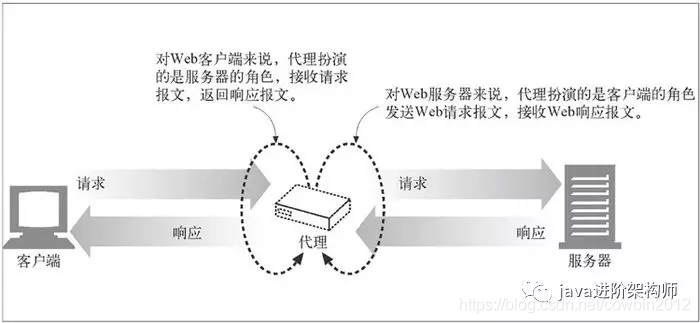 对Web客户端来说，代理扮演
的是服务器的角色，接收请求
报文，返回响应报文。
对Web服务器来说，代理扮演的是客户端的角色
发送Web请求报文，接收Web响应报文。
请求
请求
响应
响应
代理
客户端
服务器
java进阶架构师
https://blog.csdn.net/cowbin2012